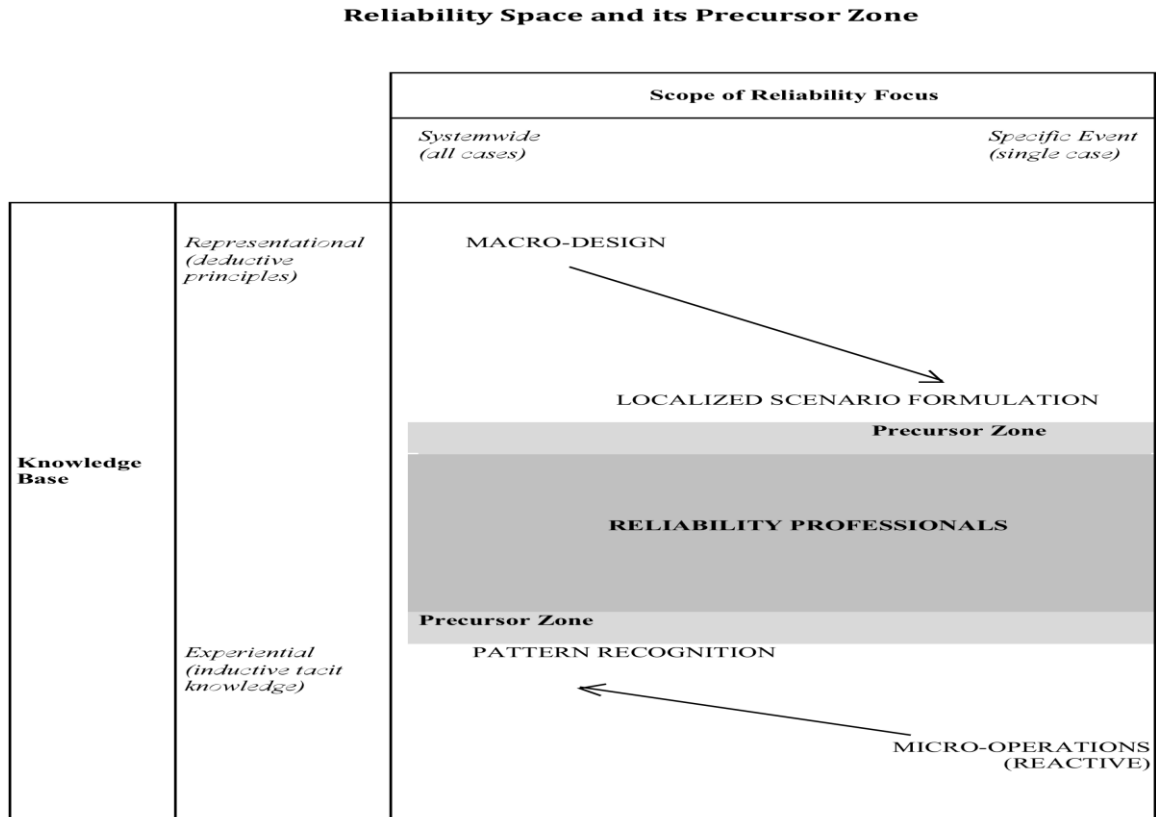 Reliability Space and its Precursor Zone
Scope of Reliability Focus
Systemwide
(all cases)
Specific Event
(single case)
Representational
(deductive
principles)
MACRO-DESIGN
LOCALIZED SCENARIO FORMULATION
Precursor Zone
Knowledge
Base
RELIABILITY PROFESSIONALS
Precursor Zone
Experiential
(inductive tacit
knowledge)
PATTERN RECOGNITION
MICRO-OPERATIONS
(REACTIVE)